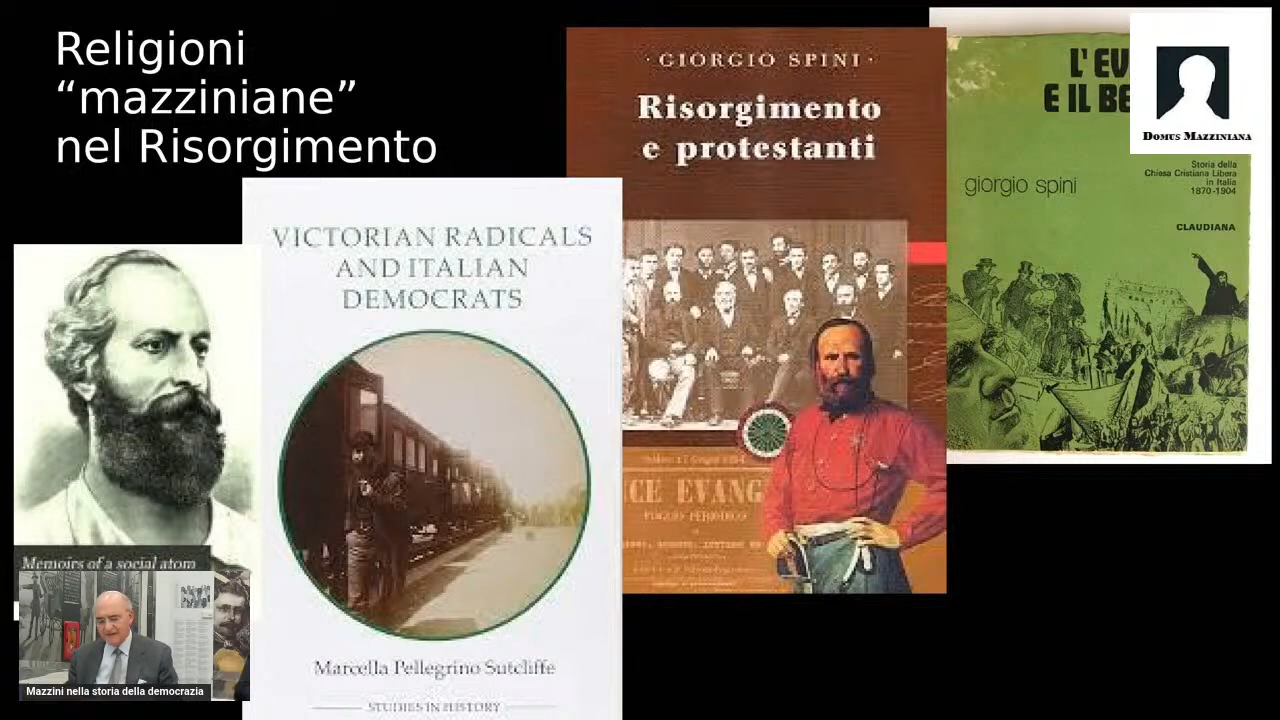 Religioni
“mazziniane”
nel Risorgimento
VICTORIAN RADICALS
AND ITALIAN
DEMOCRATS
Marcella Pellegrino Sutcliffe
STUDIES IN HISTORY
· GIORGIO SPINI ·
Risorgimento
e protestanti
ICE EVANG
L' EV
E IL BE
giorgio spini
Storia della
Chiesa Cristiana Libera
in Italia
1870-1904
CLAUDIANA
DOMUS MAZZINIANA
Memoirs of a social atom
Mazzini nella storia della democrazia